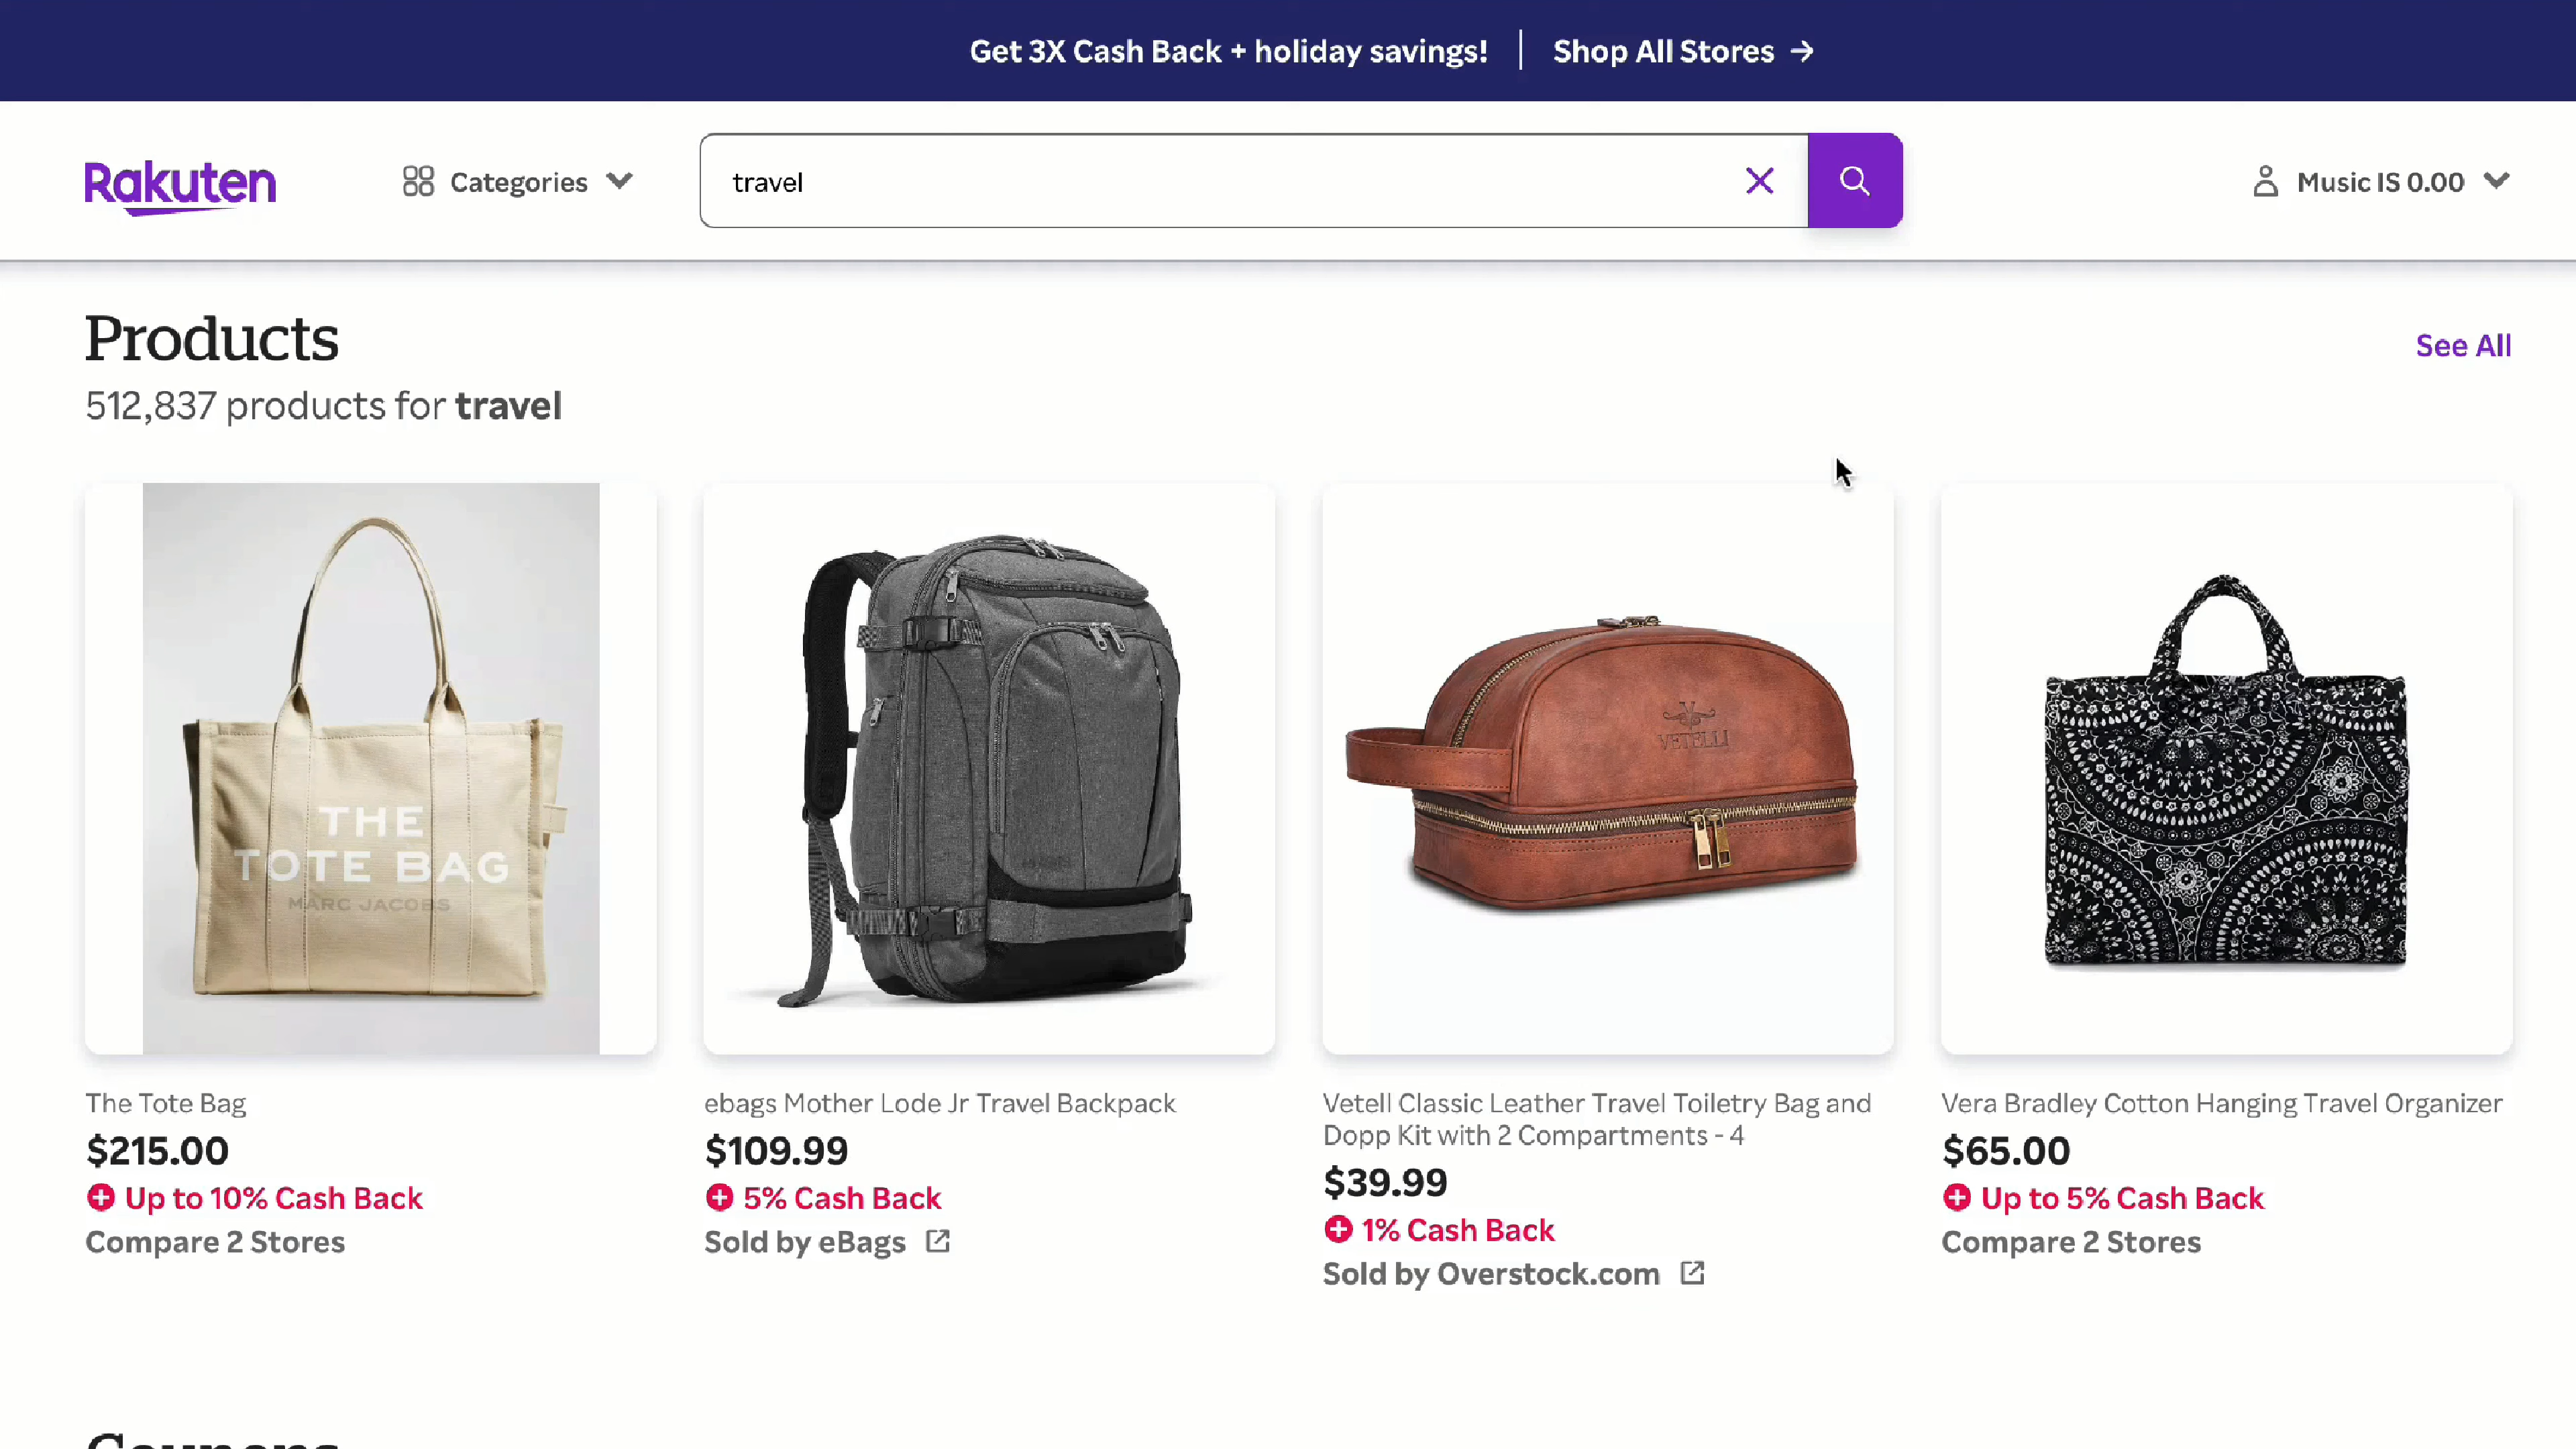 Get 3X Cash Back + holiday savings! Shop All Stores →
Rakuten
Categories
travel
Music IS 0.00
Products
See All
512,837 products for travel
THE
TOTE BAG
MARC JACOBS
VETELLI
The Tote Bag
$215.00
Up to 10% Cash Back
Compare 2 Stores
ebags Mother Lode Jr Travel Backpack
$109.99
5% Cash Back
Sold by eBags
Vetell Classic Leather Travel Toiletry Bag and
Dopp Kit with 2 Compartments - 4
$39.99
1% Cash Back
Sold by Overstock.com
Vera Bradley Cotton Hanging Travel Organizer
$65.00
Up to 5% Cash Back
Compare 2 Stores